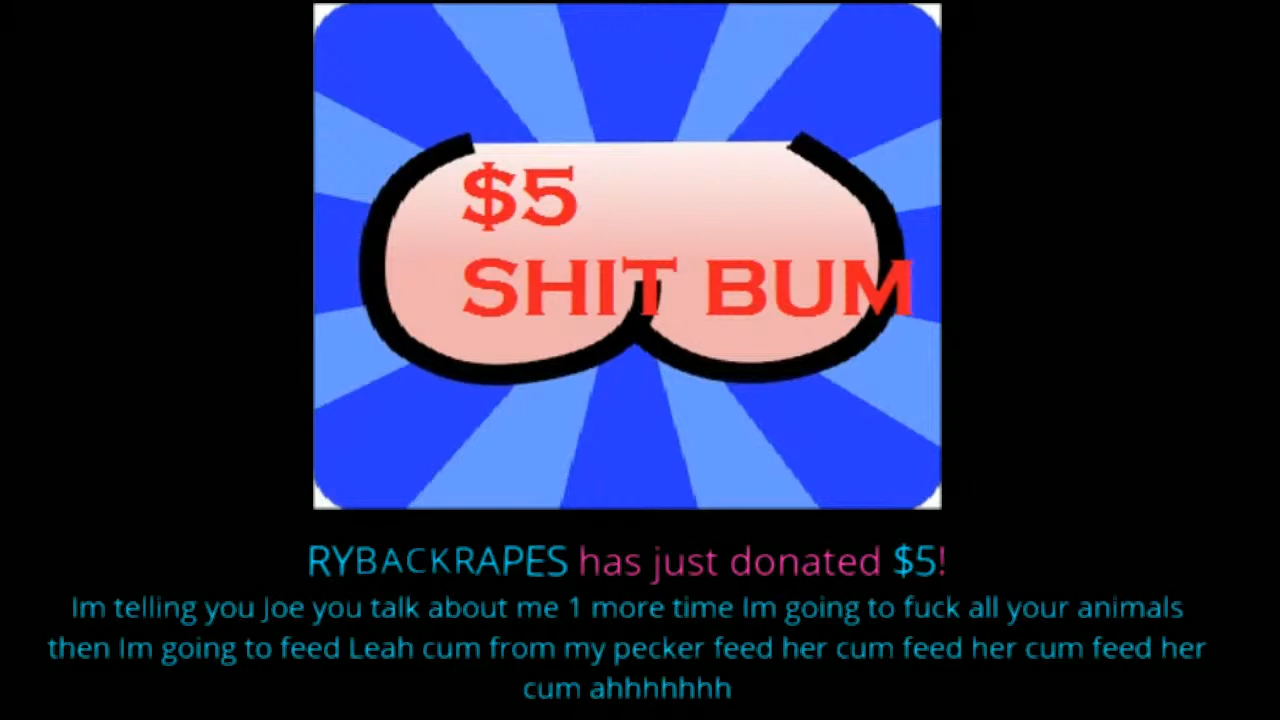 $5
SHIT BUM
RYBACKRAPES has just donated $5!
Im telling you Joe you talk about me 1 more time Im going to fuck all your animals
then Im going to feed Leah cum from my pecker feed her cum feed her cum feed her
cum ahhhhhhh